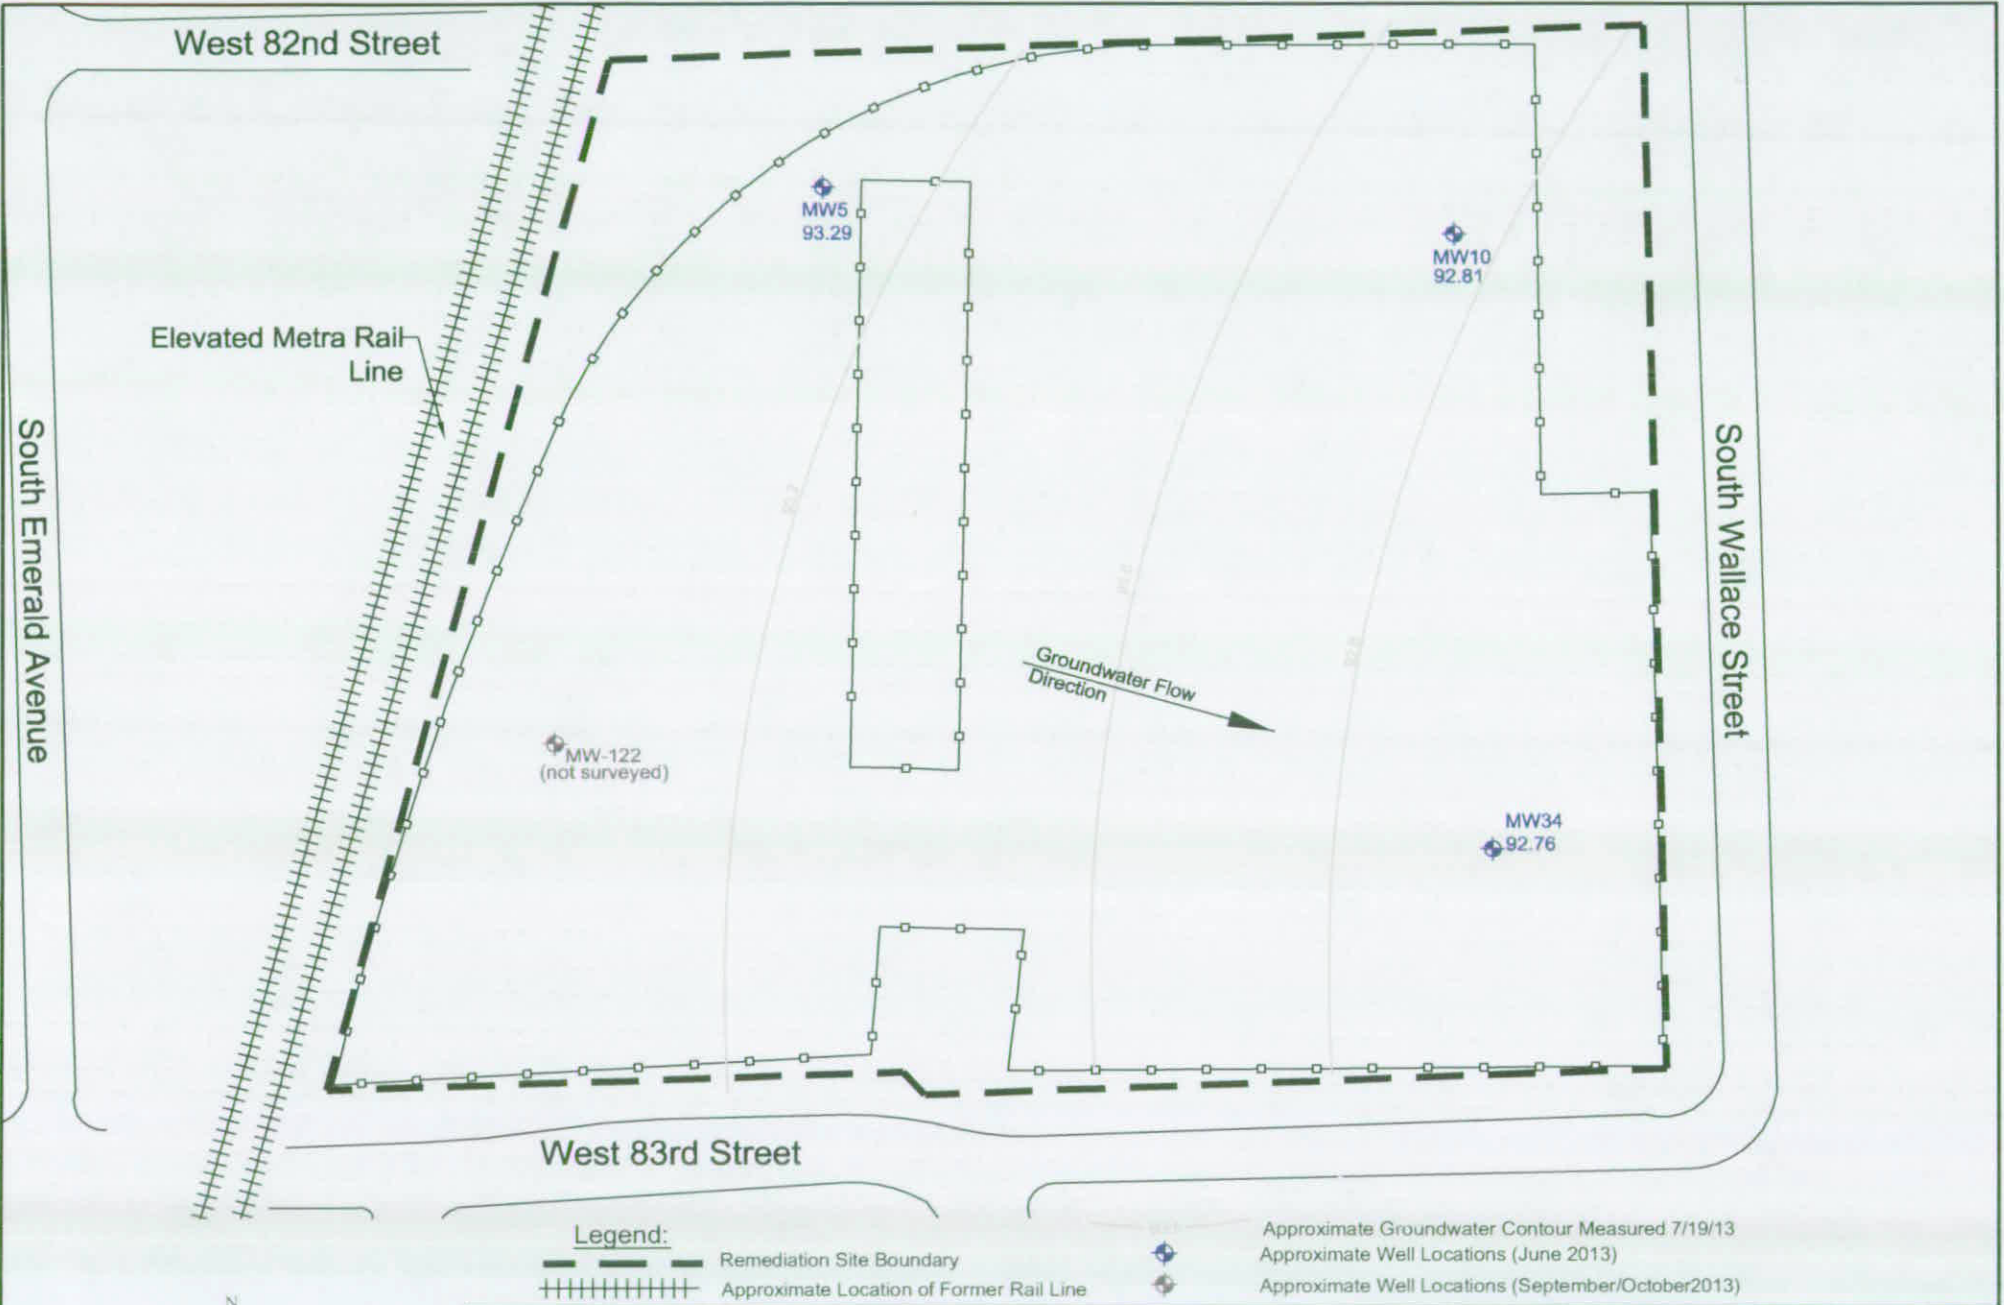 West 82nd Street
MW5
93.29
MW10
92.81
Elevated Metra Rail
Line
South Emerald Avenue
South Wallace Street
Groundwater Flow
Direction
MW-122
(not surveyed)
MW34
92.76
West 83rd Street
Legend:
Remediation Site Boundary
Approximate Location of Former Rail Line
Approximate Groundwater Contour Measured 7/19/13
Approximate Well Locations (June 2013)
Approximate Well Locations (September/October2013)